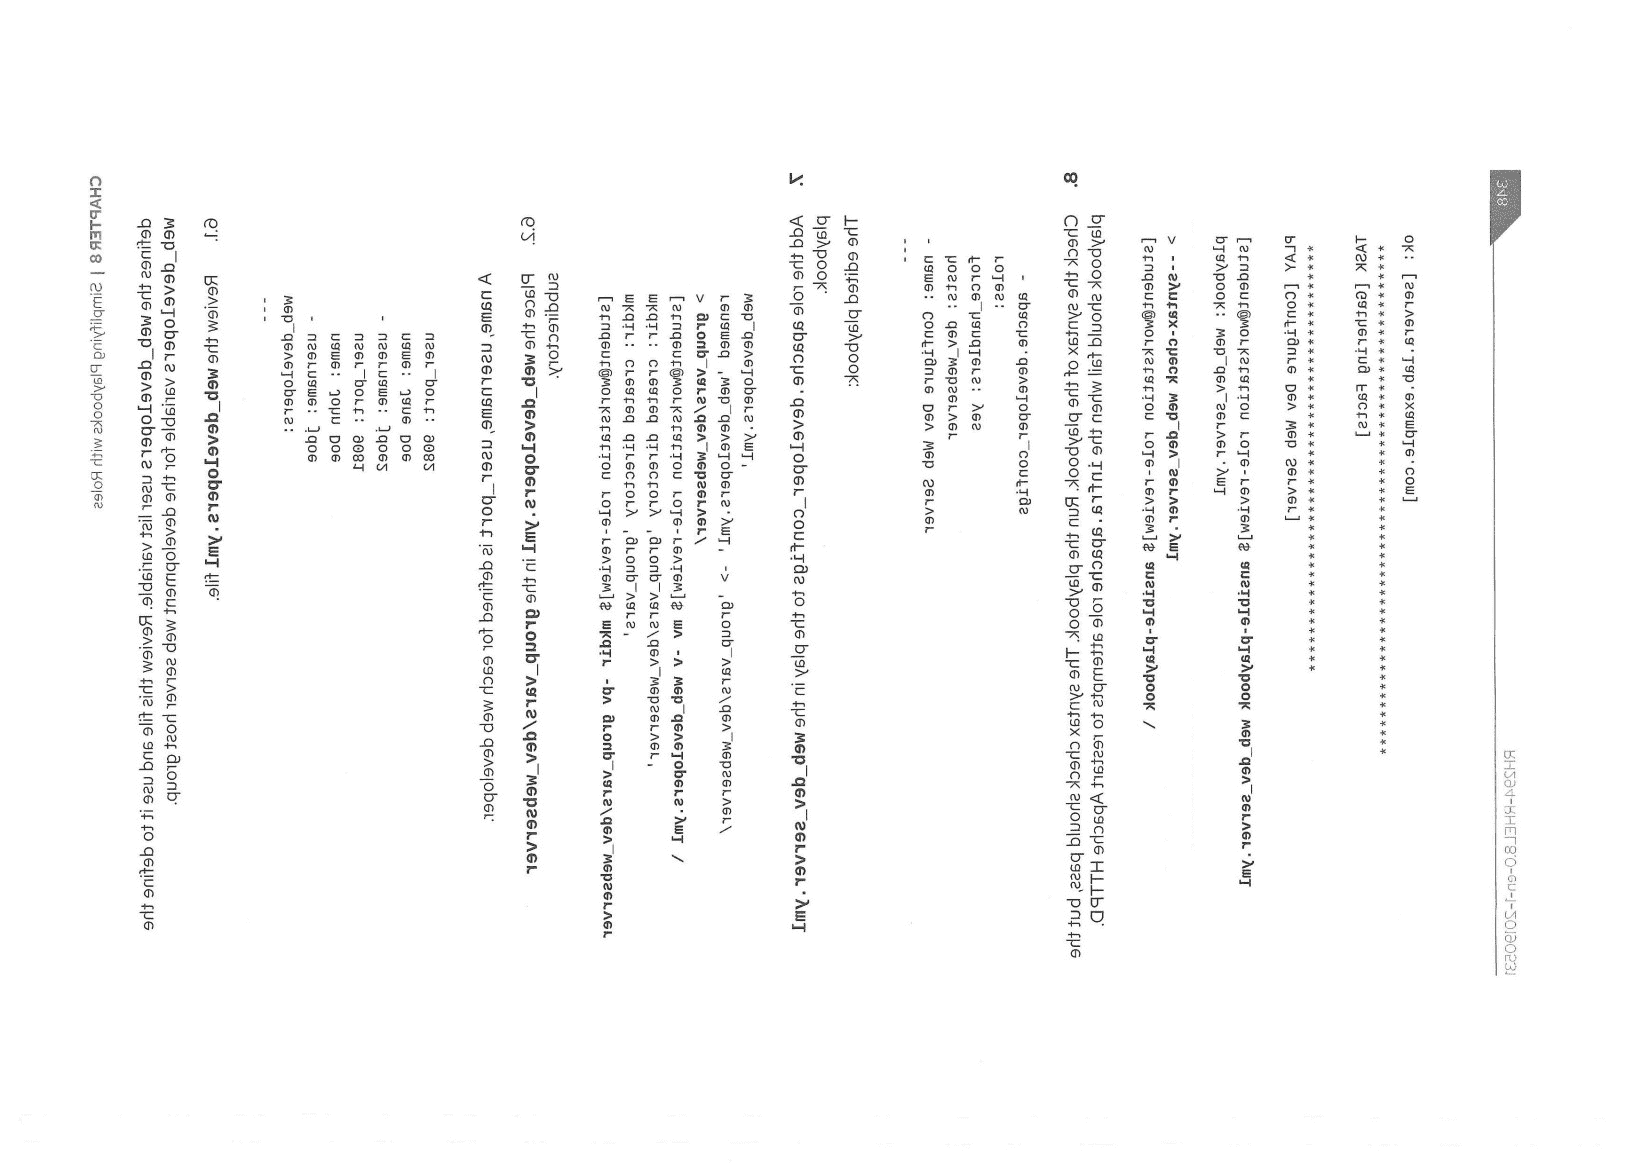 CHAPTER 8 | Simplifying Playbooks with Roles
defines the web_developers user list variable. Review this file and use it to define the
web_developers variable for the development web server host group.
6.1. Review the web_developers.yml file.
---
web_developers:
- username: jdoe
name: John Doe
user_port: 9081
- username: jdoe2
name: Jane Doe
user_port: 9082
A name, username, user_port is defined for each web developer.
6.2. Place the web_developers.yml in the group_vars/dev_webserver
subdirectory.
[student@workstation role-review]$ mkdir -pv group_vars/dev_webserver
mkdir: created directory 'group_vars'
mkdir: created directory 'group_vars/dev_webserver'
[student@workstation role-review]$ mv -v web_developers.yml \
> group_vars/dev_webserver/
renamed 'web_developers.yml' -> 'group_vars/dev_webserver/
web_developers.yml'
7. Add the role apache.developer_configs to the play in the web_dev_server.yml
playbook.
The edited playbook:
---
- name: Configure Dev Web Server
hosts: dev_webserver
force_handlers: yes
roles:
- apache.developer_configs
8. Check the syntax of the playbook. Run the playbook. The syntax check should pass, but the
playbook should fail when the infra.apache role attempts to restart Apache HTTPD.
[student@workstation role-review]$ ansible-playbook \
> --syntax-check web_dev_server.yml
playbook: web_dev_server.yml
[student@workstation role-review]$ ansible-playbook web_dev_server.yml
PLAY [Configure Dev Web Server]
***************************************************
TASK [Gathering Facts]
*************************************************************
ok: [servera.lab.example.com]
348
RH294-RHEL8.0-en-1-20190531